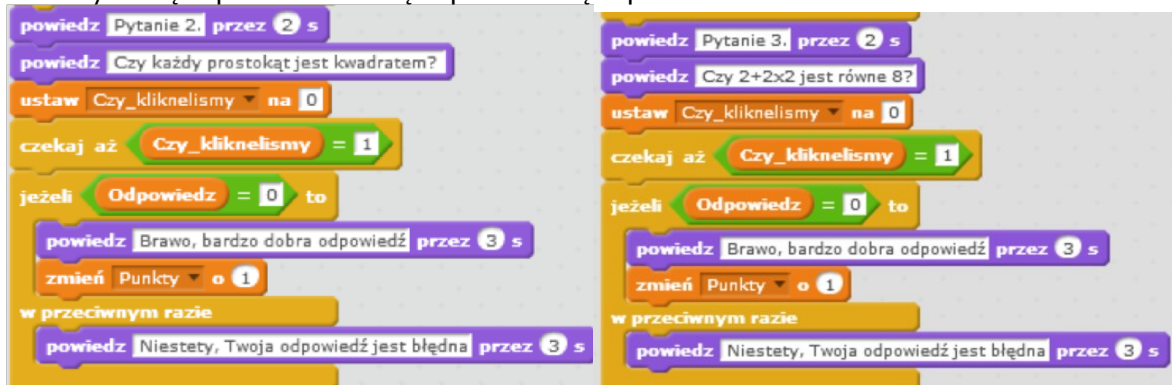 powiedz Pytanie 2. przez 2 s
powiedz Czy każdy prostokąt jest kwadratem?
ustaw Czy_kliknelismy na 0
czekaj aż Czy_kliknelismy = 1
jeżeli Odpowiedz = 0 to
powiedz Brawo, bardzo dobra odpowiedź przez 3 s
zmień Punkty o 1
w przeciwnym razie
powiedz Niestety, Twoja odpowiedź jest błędna przez 3 s
powiedz Pytanie 3. przez 2 s
powiedz Czy 2+2x2 jest równe 8?
ustaw Czy_kliknelismy na 0
czekaj aż Czy_kliknelismy = 1
jeżeli Odpowiedz = 0 to
powiedz Brawo, bardzo dobra odpowiedź przez 3 s
zmień Punkty o 1
w przeciwnym razie
powiedz Niestety, Twoja odpowiedź jest błędna przez 3 s